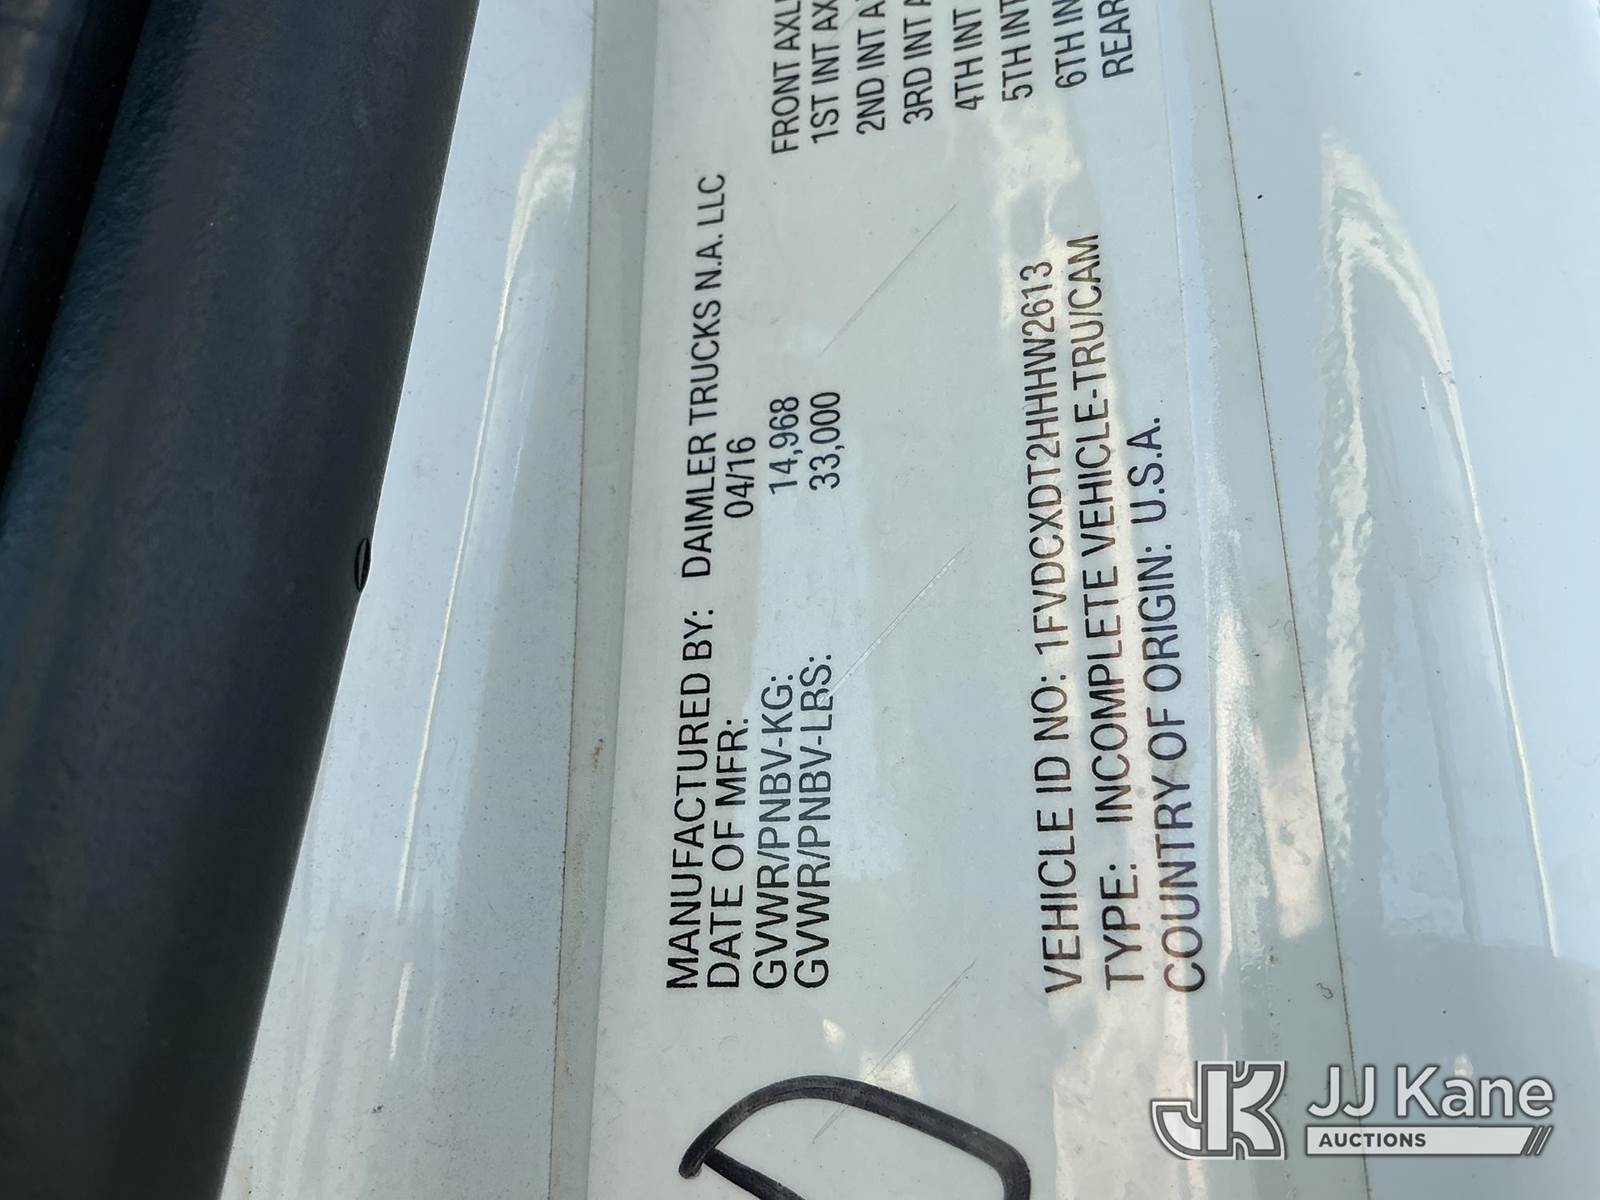 MANUFACTURED BY: DAIMLER TRUCKS N.A. LLC
DATE OF MFR: 04/16
GVWR/PNBV-KG: 14,968
GVWR/PNBV-LBS: 33,000
FRONT AXL
1ST INT AX
2ND INT A
3RD INT A
4TH INT
5TH INT
6TH IN
REAR
VEHICLE ID NO: 1FVDCXDT2HHHW2613
TYPE: INCOMPLETE VEHICLE-TRU/CAM
COUNTRY OF ORIGIN: U.S.A.
JK JJ Kane
AUCTIONS